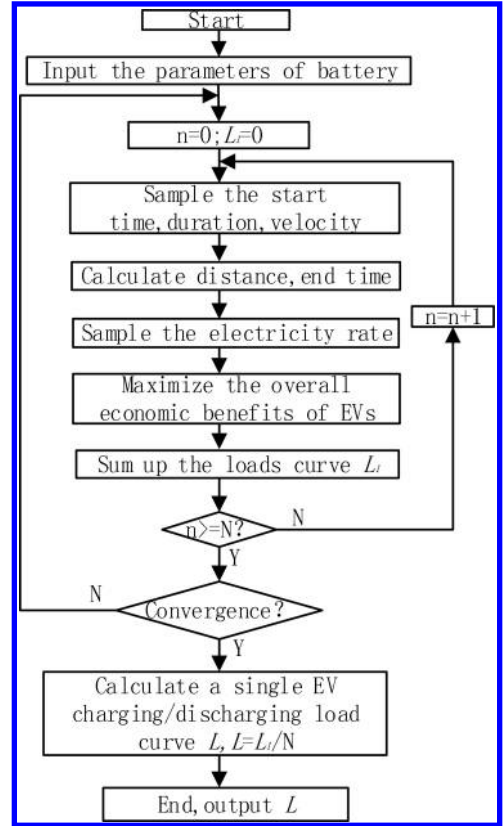 Start
Input the parameters of battery
n=0;Lt=0
Sample the start
time,duration,velocity
Calculate distance,end time
n=n+1
Sample the electricity rate
Maximize the overall
economic benefits of EVs
Sum up the loads curve Lt
n>=N?
N
Y
N
Convergence?
Y
Calculate a single EV
charging/discharging load
curve L,L=Lt/N
End,output L